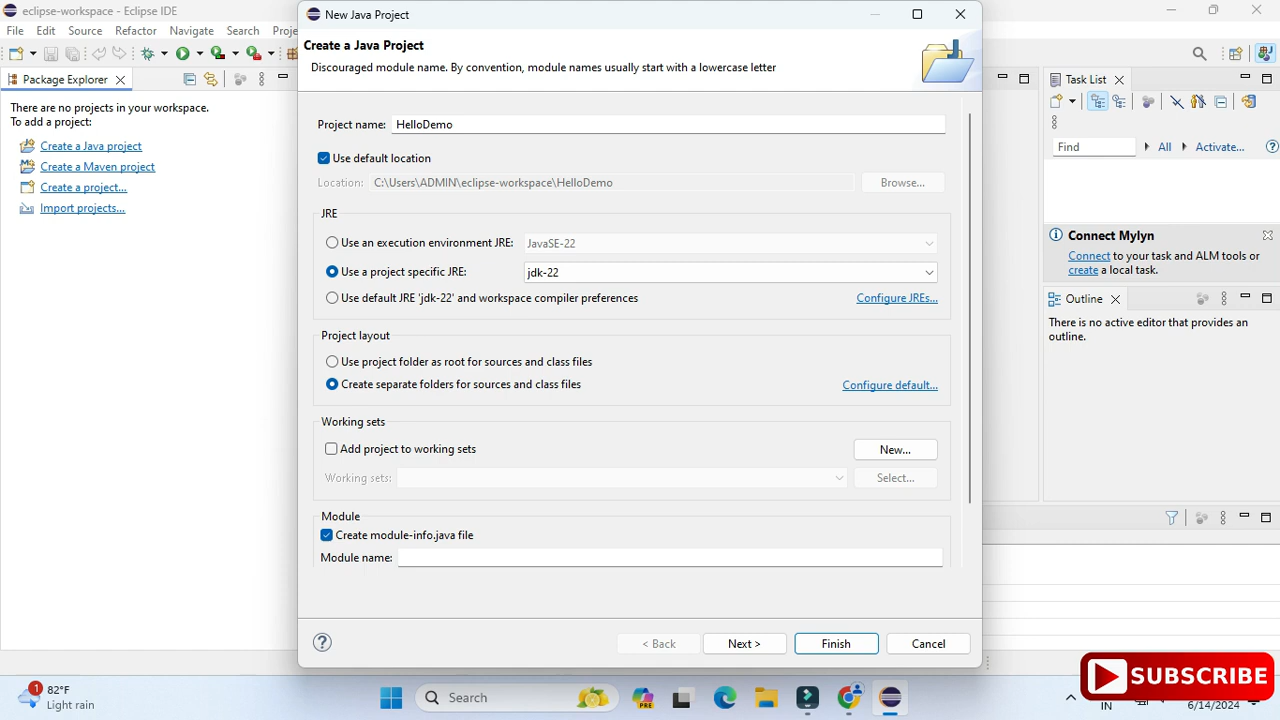 eclipse-workspace - Eclipse IDE
File Edit Source Refactor Navigate Search Proje
Package Explorer
There are no projects in your workspace.
To add a project:
Create a Java project
Create a Maven project
Create a project...
Import projects...
New Java Project
Create a Java Project
Discouraged module name. By convention, module names usually start with a lowercase letter
Project name: HelloDemo
Use default location
Location: C:\Users\ADMIN\eclipse-workspace\HelloDemo Browse...
JRE
Use an execution environment JRE: JavaSE-22
Use a project specific JRE: jdk-22
Use default JRE 'jdk-22' and workspace compiler preferences Configure JREs...
Project layout
Use project folder as root for sources and class files
Create separate folders for sources and class files Configure default...
Working sets
Add project to working sets New...
Working sets: Select...
Module
Create module-info.java file
Module name:
< Back Next > Finish Cancel
Task List
Find All Activate...
Connect Mylyn
Connect to your task and ALM tools or
create a local task.
Outline
There is no active editor that provides an
outline.
SUBSCRIBE
1 82°F
Light rain
Search
PRE
IN
6/14/2024